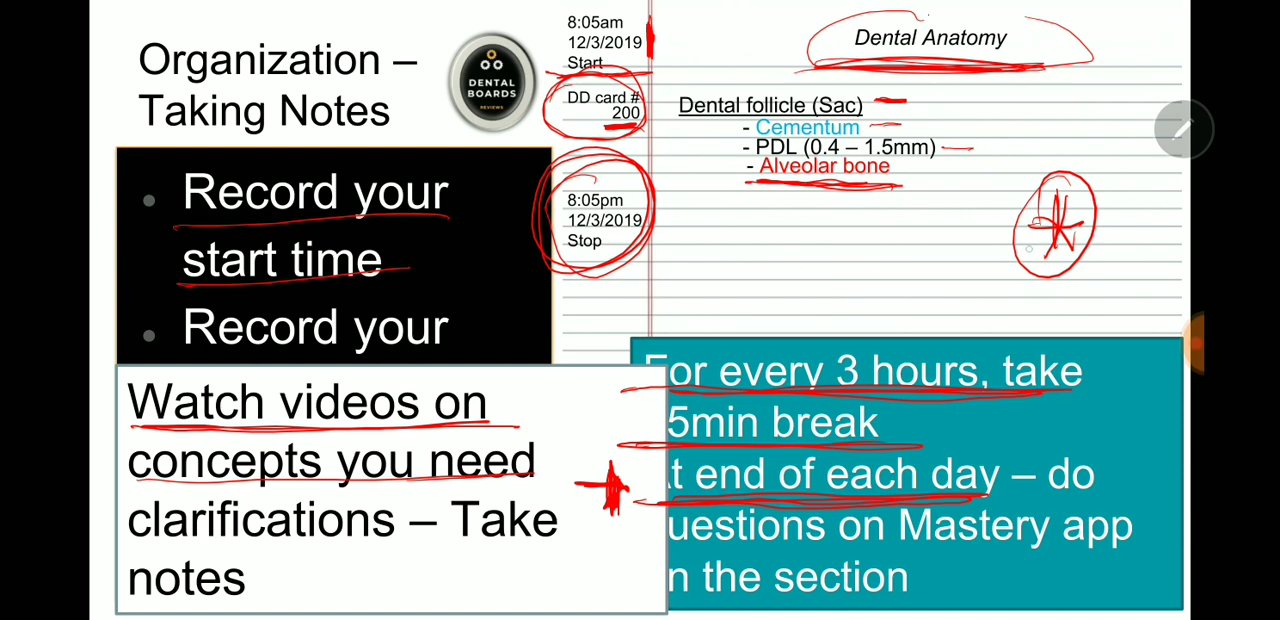 Organization –
Taking Notes
DENTAL
BOARDS
REVIEWS
8:05am
12/3/2019
Start
DD card #
200
8:05pm
12/3/2019
Stop
Dental Anatomy
Dental follicle (Sac)
- Cementum
- PDL (0.4 – 1.5mm)
- Alveolar bone
Record your
start time
Record your
Watch videos on
concepts you need
clarifications – Take
notes
or every 3 hours, take
5min break
t end of each day – do
uestions on Mastery app
n the section